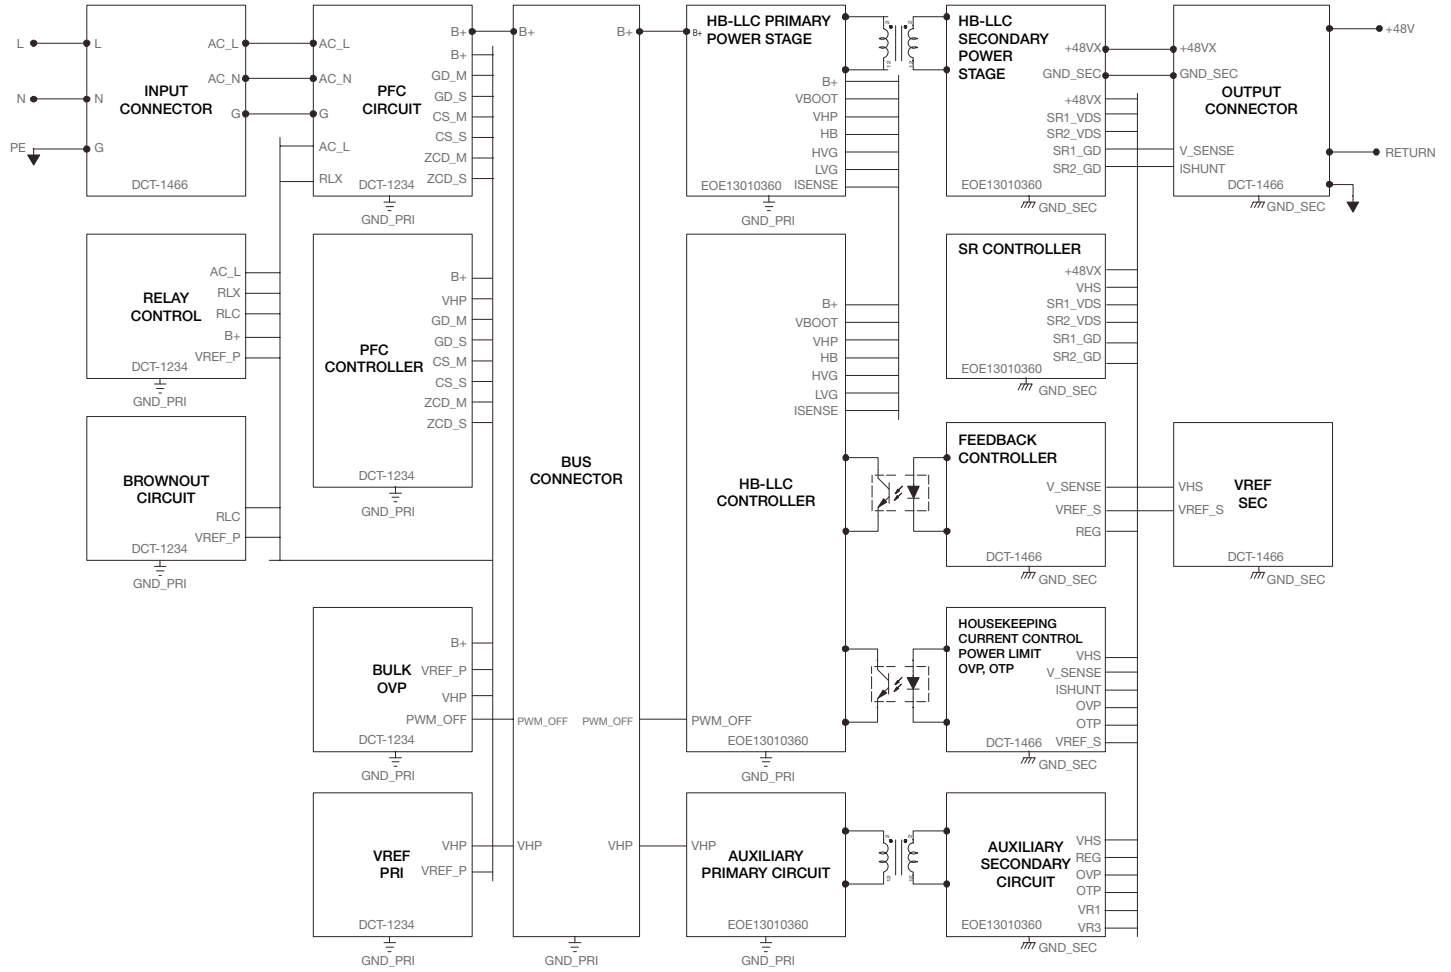 L
N
PE
L
N
G
AC_L
AC_N
G
INPUT
CONNECTOR
DCT-1466
AC_L
AC_N
G
AC_L
RLX
PFC
CIRCUIT
DCT-1234
GND_PRI
B+
B+
GD_M
GD_S
CS_M
CS_S
ZCD_M
ZCD_S
B+
B+
BUS
CONNECTOR
PWM_OFF
PWM_OFF
VHP
VHP
GND_PRI
HB-LLC PRIMARY
POWER STAGE
B+
B+
VBOOT
VHP
HB
HVG
LVG
ISENSE
EOE13010360
GND_PRI
2
12
2
12
HB-LLC
SECONDARY
POWER
STAGE
+48VX
GND_SEC
+48VX
SR1_VDS
SR2_VDS
SR1_GD
SR2_GD
EOE13010360
GND_SEC
+48VX
GND_SEC
OUTPUT
CONNECTOR
V_SENSE
ISHUNT
DCT-1466
GND_SEC
+48V
RETURN
RELAY
CONTROL
AC_L
RLX
RLC
B+
VREF_P
DCT-1234
GND_PRI
PFC
CONTROLLER
B+
VHP
GD_M
GD_S
CS_M
CS_S
ZCD_M
ZCD_S
DCT-1234
GND_PRI
HB-LLC
CONTROLLER
B+
VBOOT
VHP
HB
HVG
LVG
ISENSE
PWM_OFF
EOE13010360
GND_PRI
SR CONTROLLER
+48VX
VHS
SR1_VDS
SR2_VDS
SR1_GD
SR2_GD
EOE13010360
GND_SEC
BROWNOUT
CIRCUIT
RLC
VREF_P
DCT-1234
GND_PRI
FEEDBACK
CONTROLLER
V_SENSE
VREF_S
REG
DCT-1466
GND_SEC
VHS
VREF_S
VREF
SEC
DCT-1466
GND_SEC
BULK
OVP
B+
VREF_P
VHP
PWM_OFF
DCT-1234
GND_PRI
HOUSEKEEPING
CURRENT CONTROL
POWER LIMIT
OVP, OTP
VHS
V_SENSE
ISHUNT
OVP
OTP
VREF_S
DCT-1466
GND_SEC
VREF
PRI
VHP
VREF_P
DCT-1234
GND_PRI
VHP
AUXILIARY
PRIMARY CIRCUIT
EOE13010360
GND_PRI
2
12
2
12
AUXILIARY
SECONDARY
CIRCUIT
VHS
REG
OVP
OTP
VR1
VR3
EOE13010360
GND_SEC